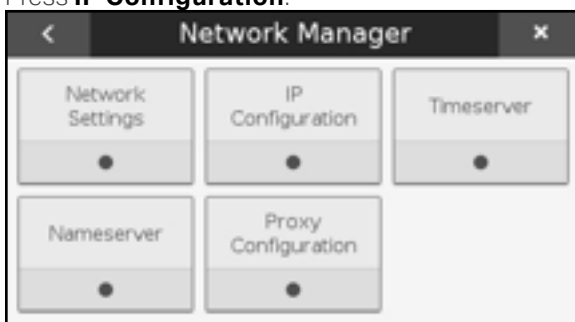 Press IP Configuration.
< Network Manager ×
Network
Settings
IP
Configuration
Timeserver
Nameserver
Proxy
Configuration